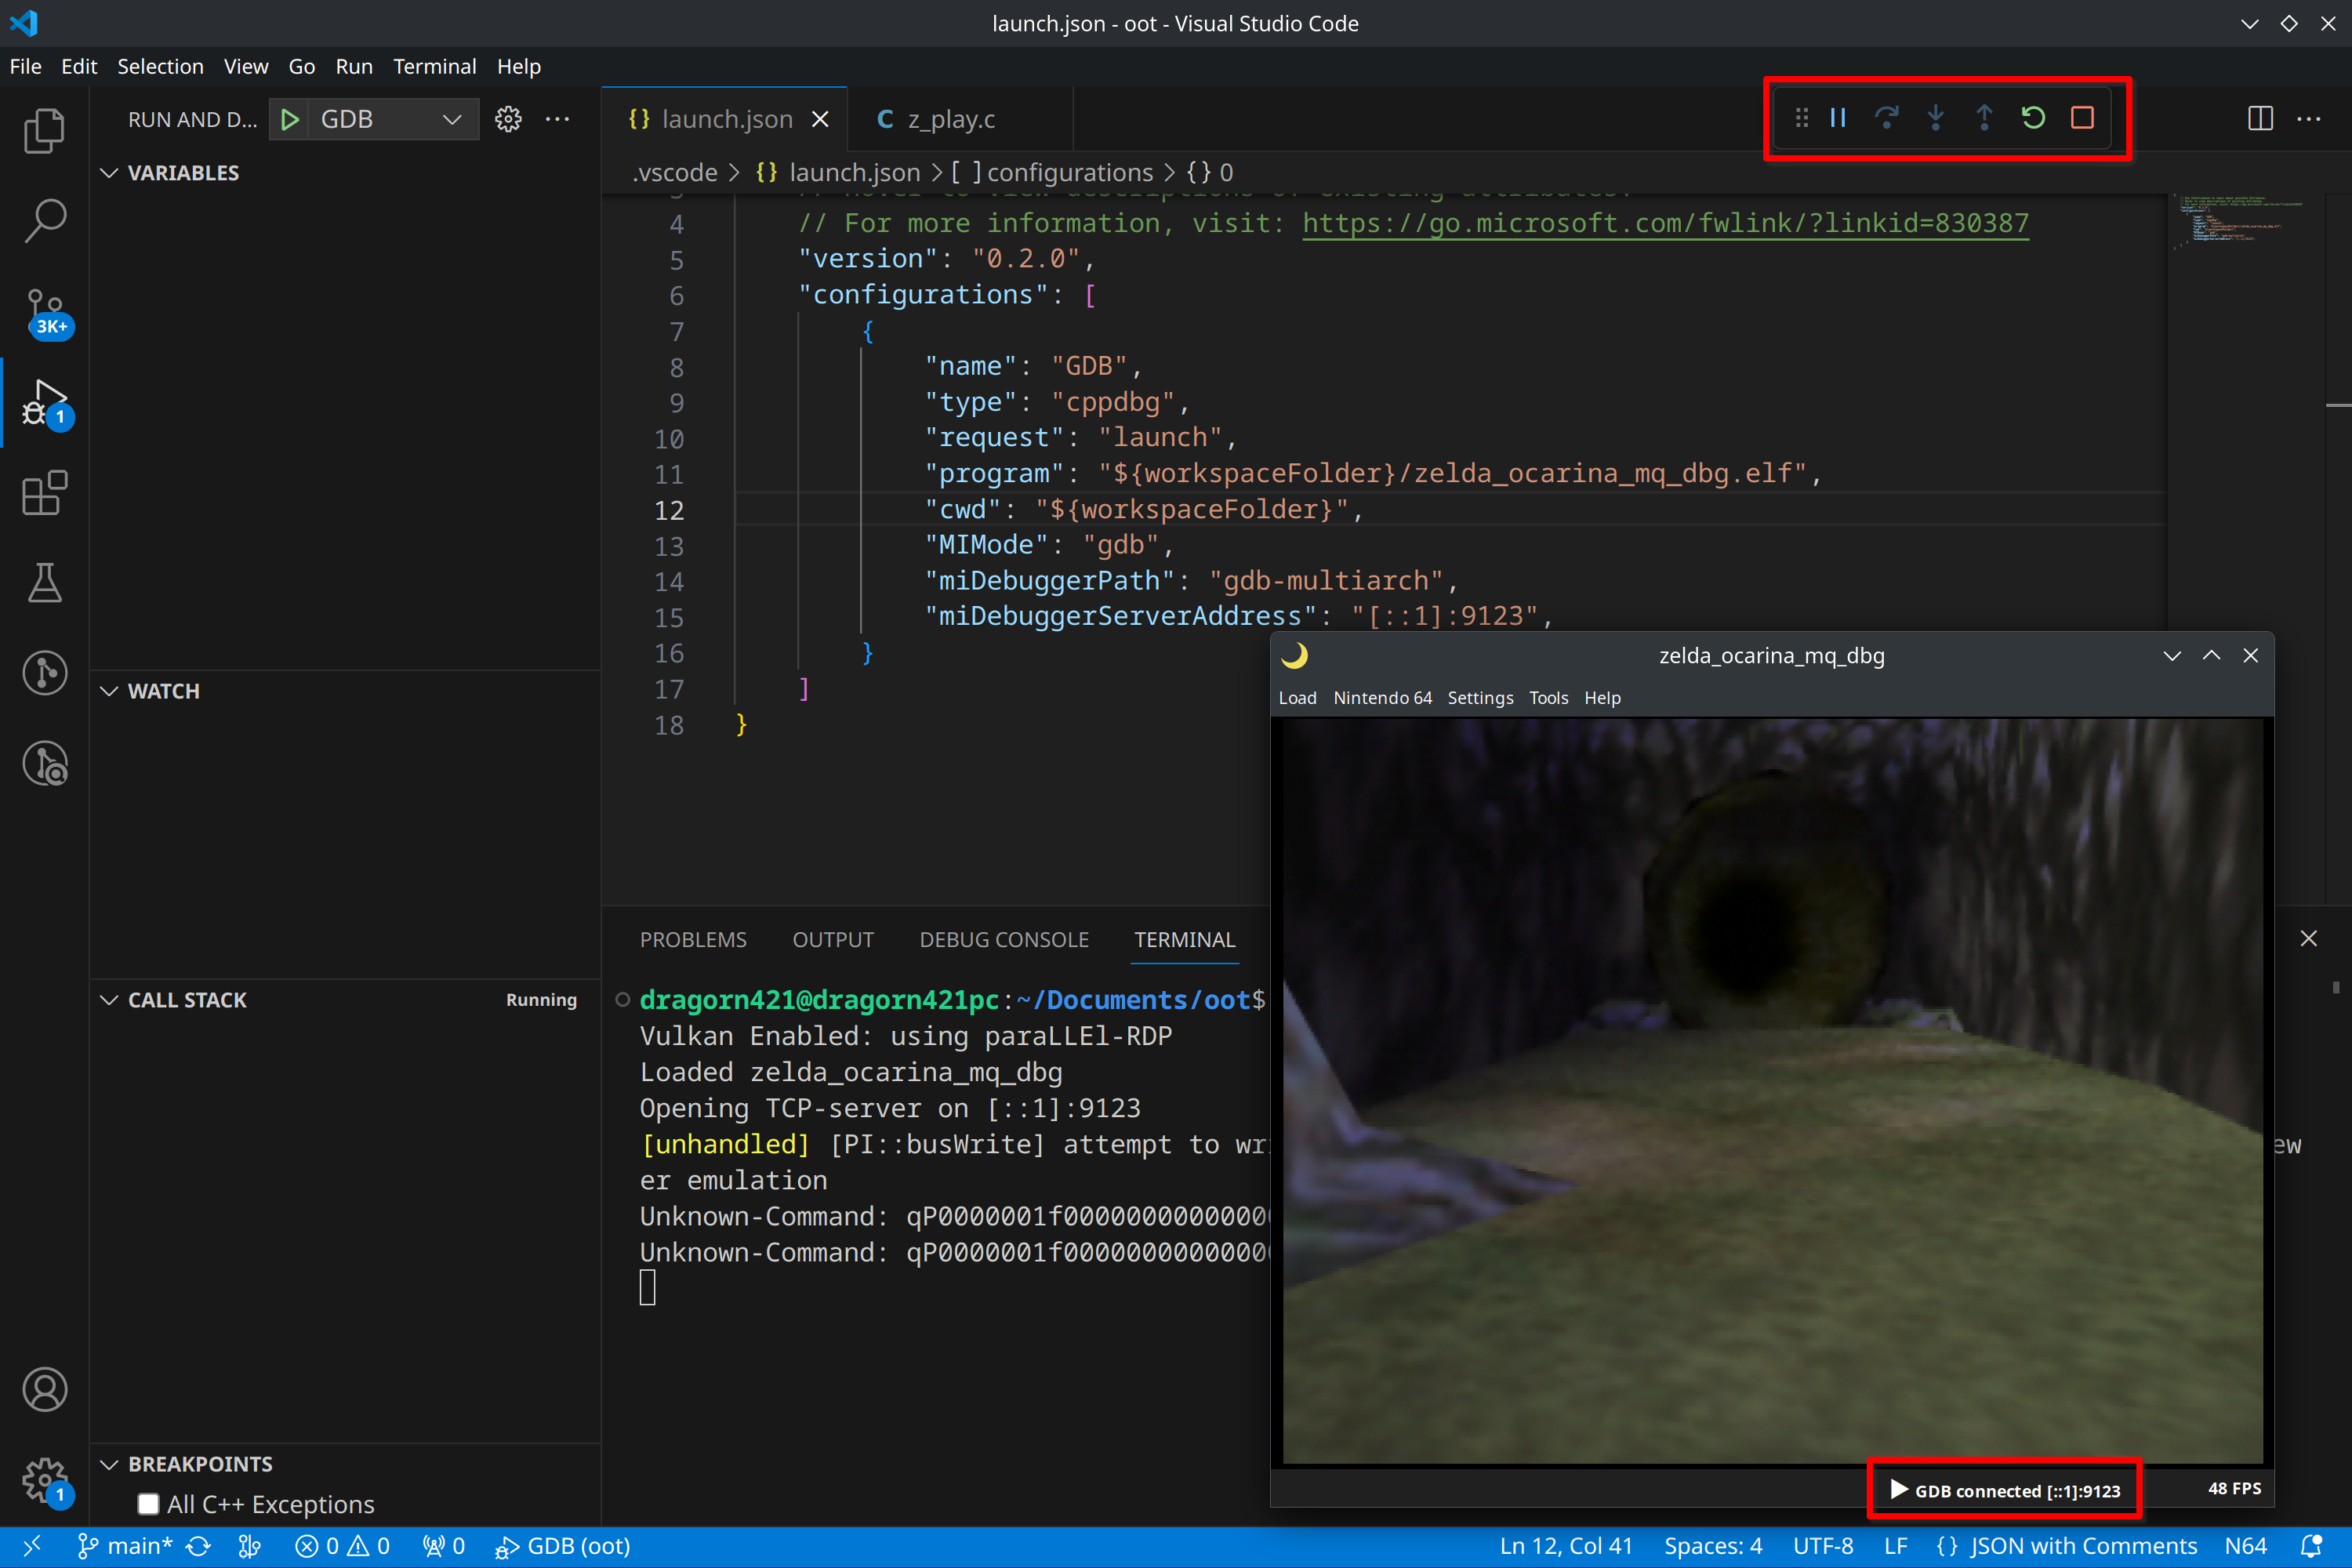 launch.json - oot - Visual Studio Code
File Edit Selection View Go Run Terminal Help
RUN AND D... GDB
VARIABLES
WATCH
CALL STACK Running
BREAKPOINTS
All C++ Exceptions
3K+
1
1
launch.json z_play.c
.vscode > {} launch.json > [ ] configurations > {} 0
3 // Hover to view descriptions of existing attributes.
4 // For more information, visit: https://go.microsoft.com/fwlink/?linkid=830387
5 "version": "0.2.0",
6 "configurations": [
7 {
8 "name": "GDB",
9 "type": "cppdbg",
10 "request": "launch",
11 "program": "${workspaceFolder}/zelda_ocarina_mq_dbg.elf",
12 "cwd": "${workspaceFolder}",
13 "MIMode": "gdb",
14 "miDebuggerPath": "gdb-multiarch",
15 "miDebuggerServerAddress": "[::1]:9123",
16 }
17 ]
18 }
PROBLEMS OUTPUT DEBUG CONSOLE TERMINAL
dragorn421@dragorn421pc:~/Documents/oot$
Vulkan Enabled: using paraLLEl-RDP
Loaded zelda_ocarina_mq_dbg
Opening TCP-server on [::1]:9123
[unhandled] [PI::busWrite] attempt to wr
ew
er emulation
Unknown-Command: qP0000001f0000000000000
Unknown-Command: qP0000001f0000000000000
zelda_ocarina_mq_dbg
Load Nintendo 64 Settings Tools Help
GDB connected [::1]:9123 48 FPS
main* 0 0 0 GDB (oot) Ln 12, Col 41 Spaces: 4 UTF-8 LF {} JSON with Comments N64